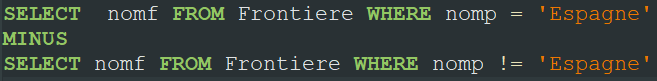 SELECT  nomf FROM Frontiere WHERE nomp = 'Espagne'
MINUS
SELECT nomf FROM Frontiere WHERE nomp != 'Espagne'